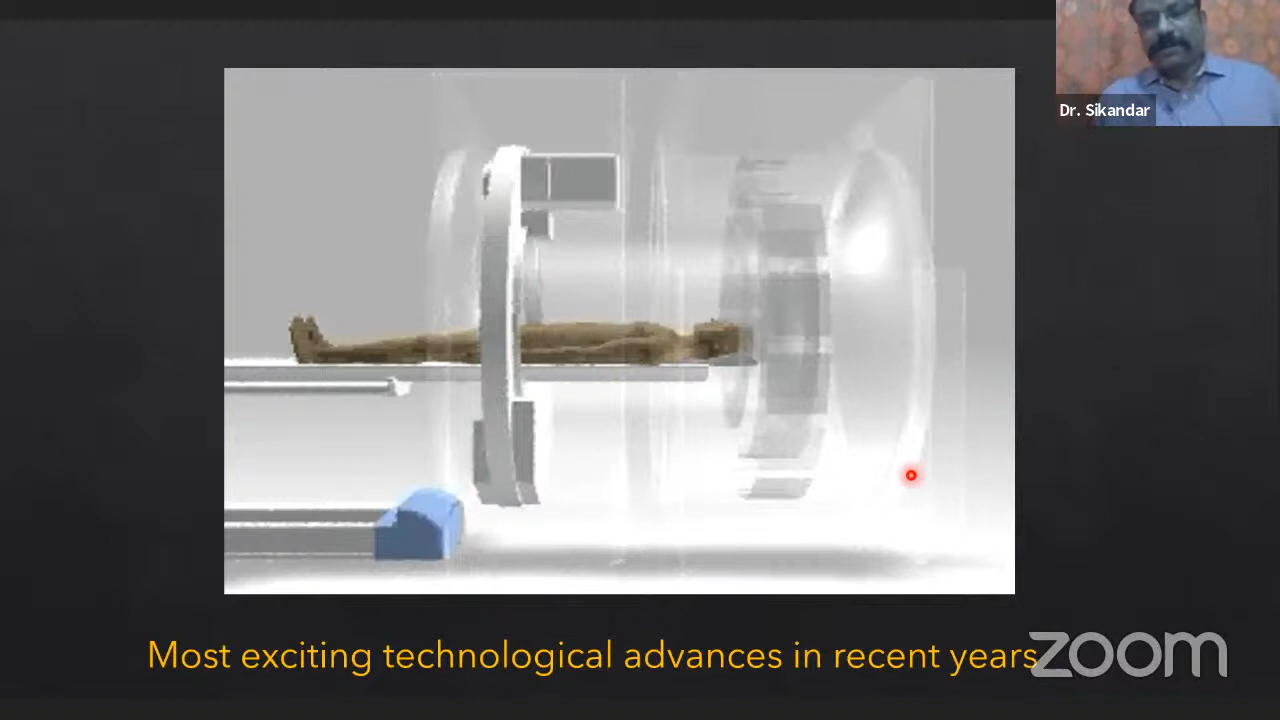 Dr. Sikandar
Most exciting technological advances in recent years
zoom